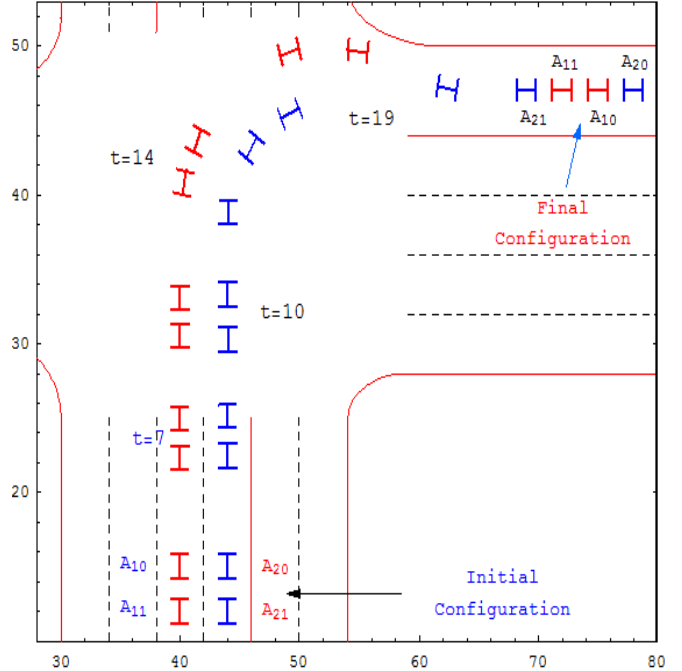 50
A₁₁ A₂₀
A₂₁ A₁₀
t=19
t=14
40
Final
Configuration
t=10
30
t=7
20
A₁₀ A₂₀
Initial
A₁₁ A₂₁
Configuration
30 40 50 60 70 80